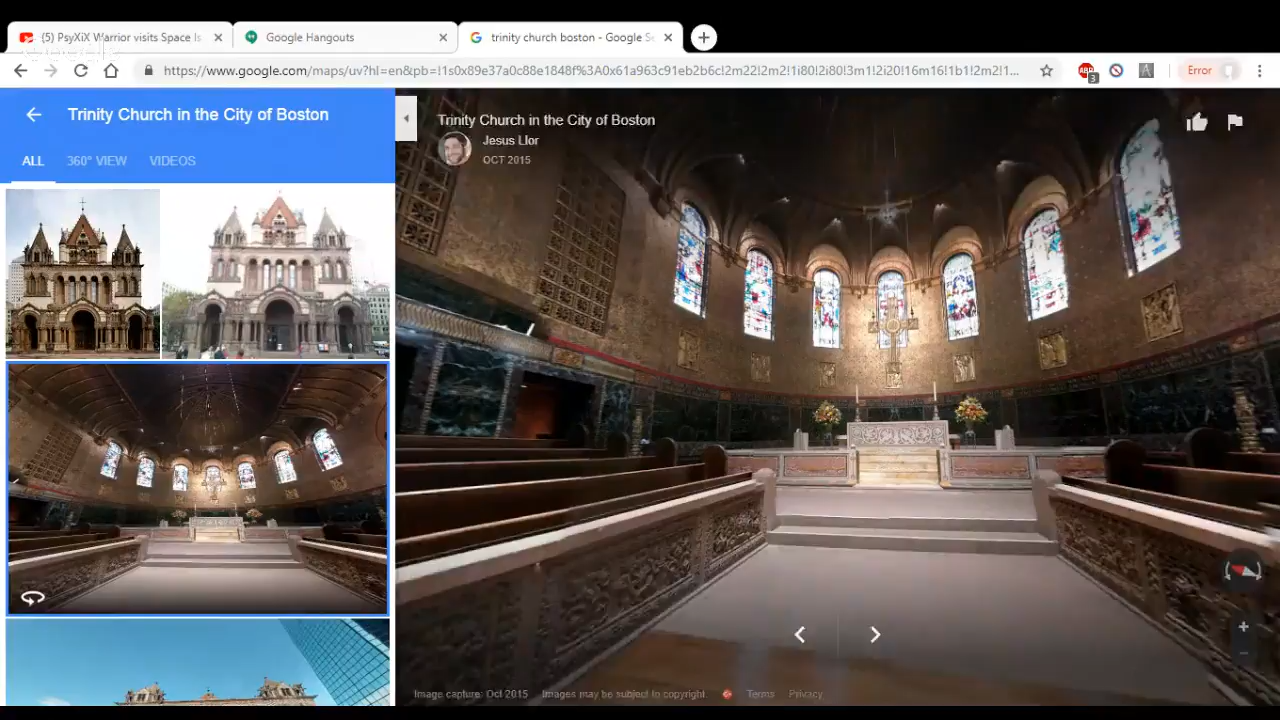 (5) PsyXiX Warrior visits Space Is
Google Hangouts
trinity church boston - Google Se
https://www.google.com/maps/uv?hl=en&pb=!1s0x89e37a0c88e1848f%3A0x61a963c91eb2b6c!2m22!2m2!1i80!2i80!3m1!2i20!16m16!1b1!2m2!1...
ABP
3
Error
Trinity Church in the City of Boston
ALL
360° VIEW
VIDEOS
Trinity Church in the City of Boston
Jesus Llor
OCT 2015
Image capture: Oct 2015
Images may be subject to copyright.
Terms
Privacy